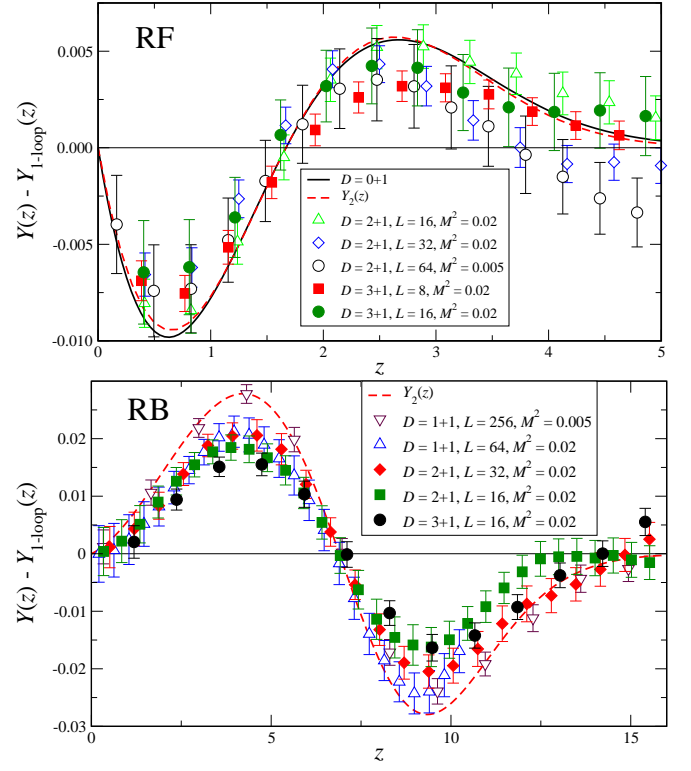 RF
Y(z) - Y1-loop(z)
0.005
0.000
-0.005
-0.010
D = 0+1
Y2(z)
D = 2+1, L = 16, M² = 0.02
D = 2+1, L = 32, M² = 0.02
D = 2+1, L = 64, M² = 0.005
D = 3+1, L = 8, M² = 0.02
D = 3+1, L = 16, M² = 0.02
0 1 2 3 4 5
z
RB
Y(z) - Y1-loop(z)
0.02
0.01
0
-0.01
-0.02
-0.03
Y2(z)
D = 1+1, L = 256, M² = 0.005
D = 1+1, L = 64, M² = 0.02
D = 2+1, L = 32, M² = 0.02
D = 2+1, L = 16, M² = 0.02
D = 3+1, L = 16, M² = 0.02
0 5 10 15
z